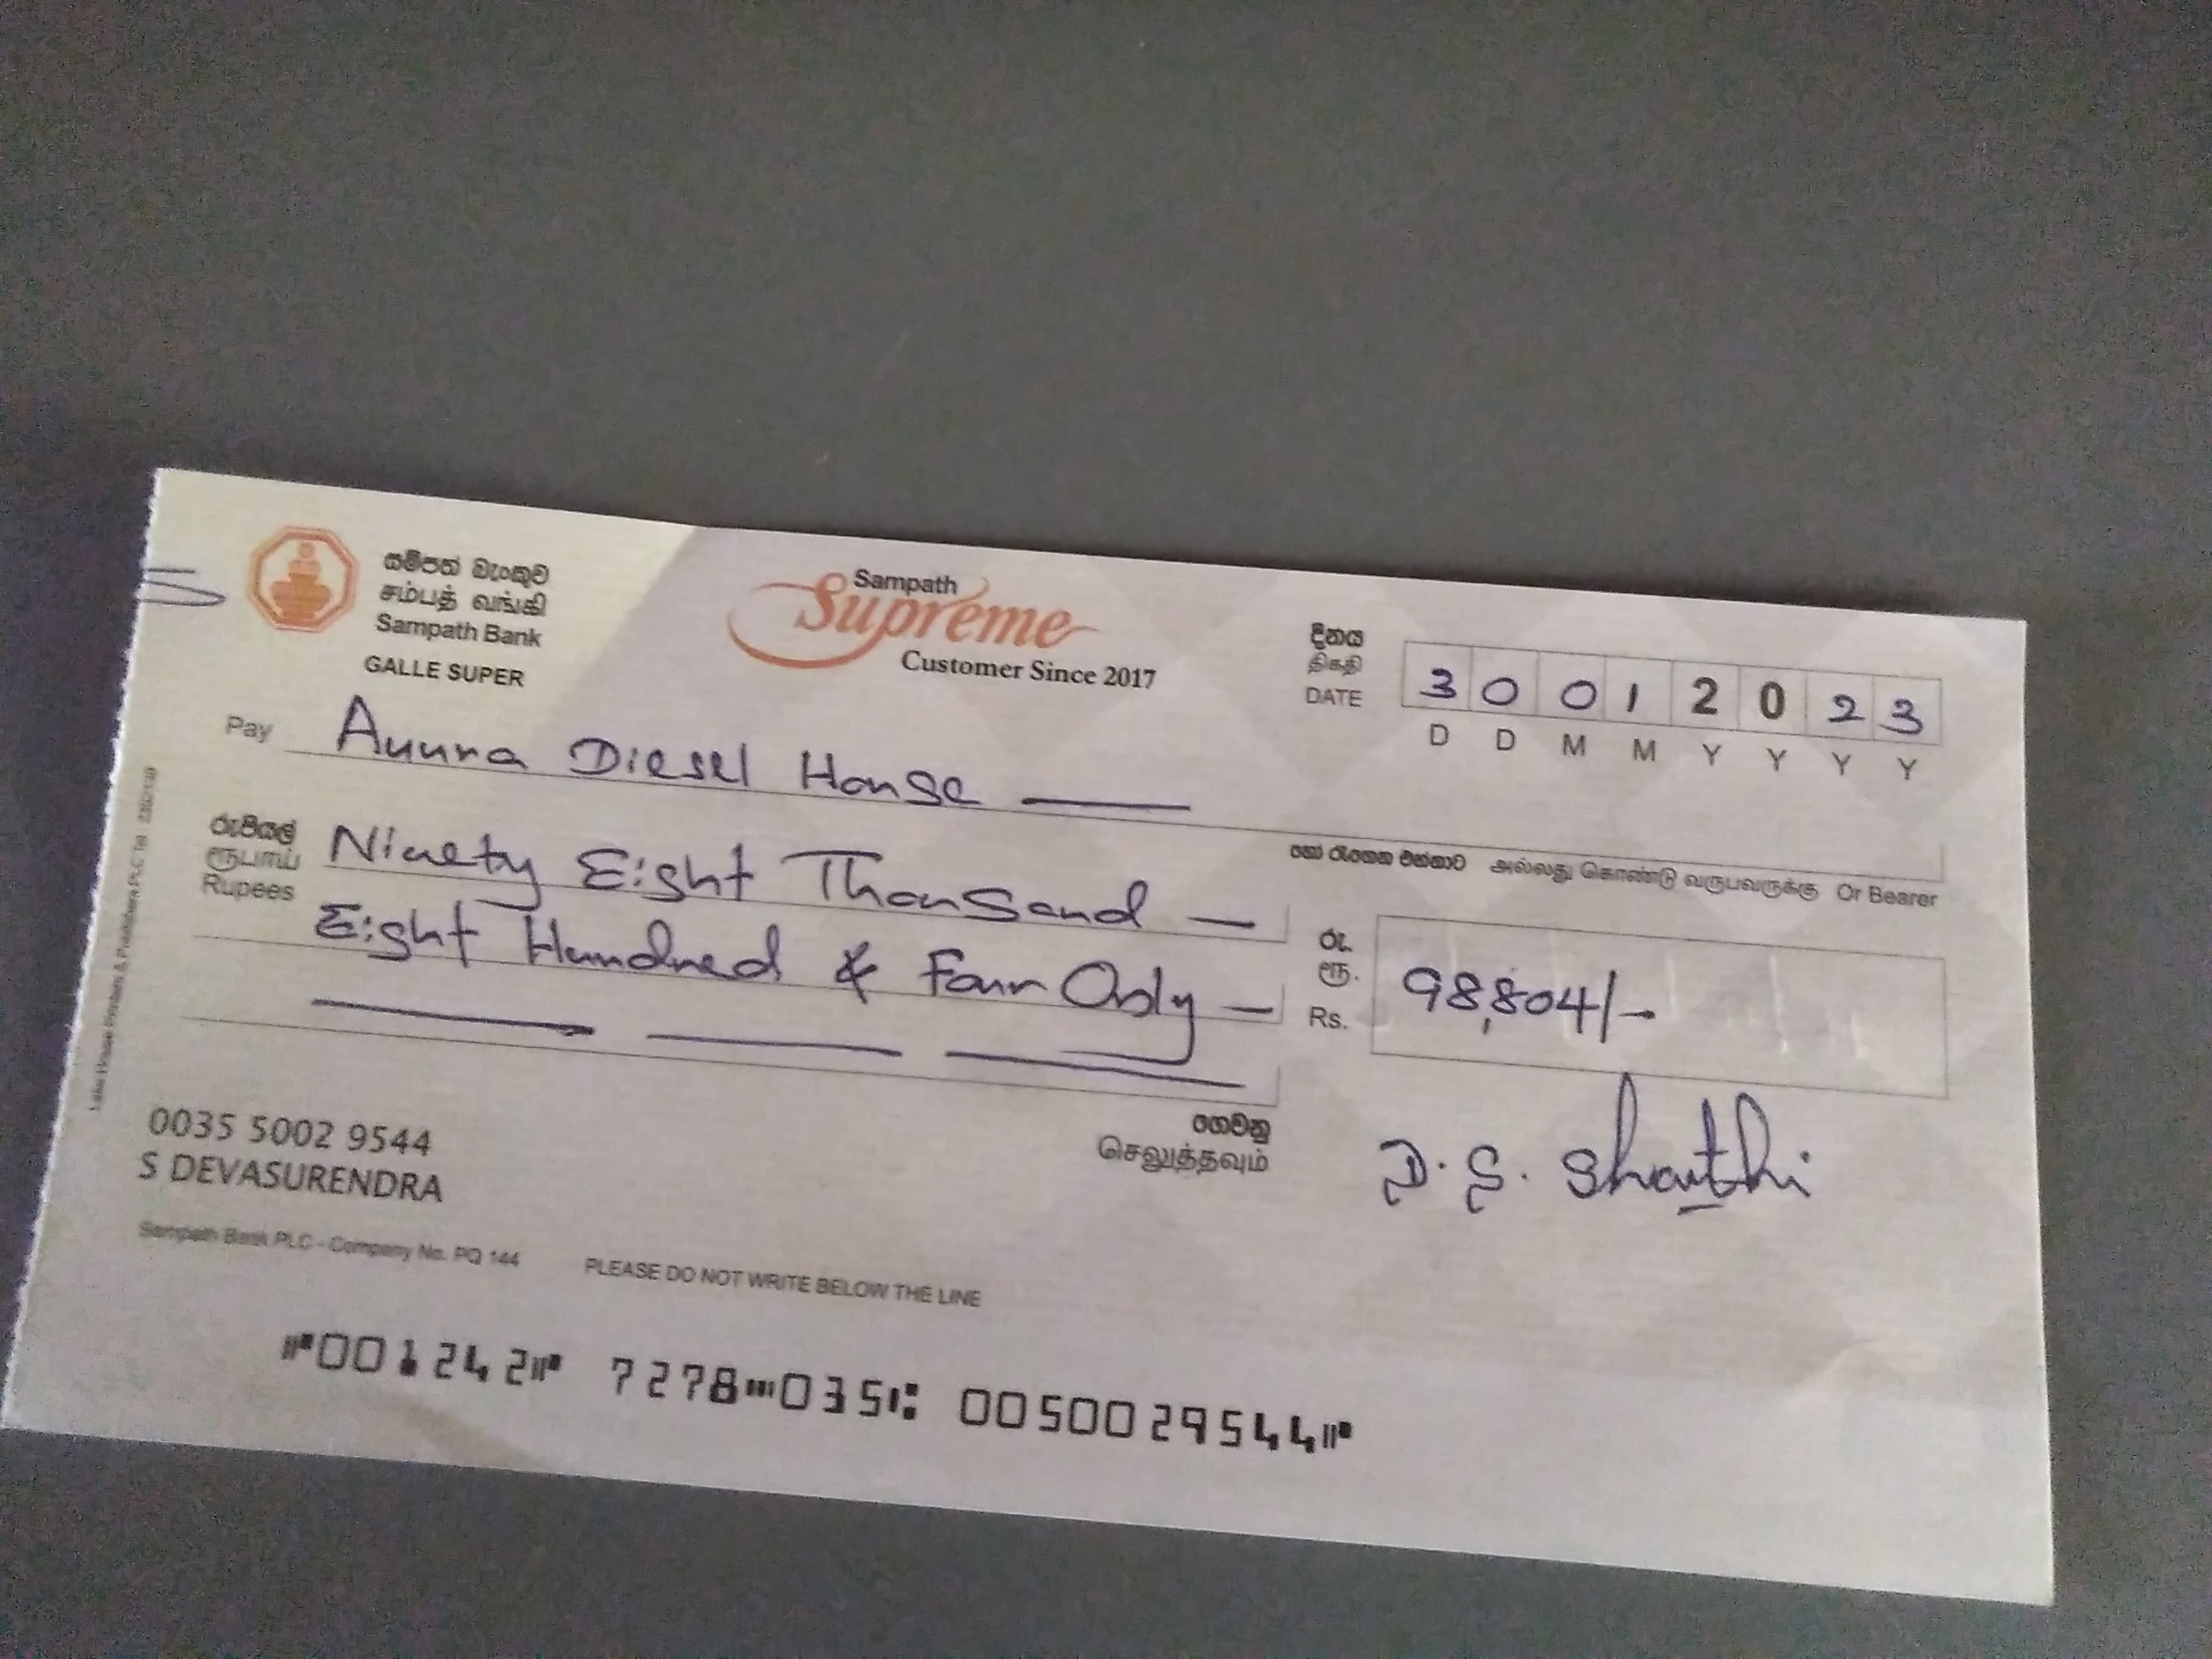 සම්පත් බැංකුව
சம்பத் வங்கி
Sampath Bank
GALLE SUPER
Sampath
Supreme
Customer Since 2017
දිනය
திகதி
DATE
3 0 0 1 2 0 2 3
D D M M Y Y Y Y
Pay Anura Diesel House
හෝ රැගෙන එන්නාට அல்லது கொண்டு வருபவருக்கு Or Bearer
රුපියල්
ரூபாய்
Rupees
Ninety Eight Thousand —
Eight Hundred & Four Only —
රු.
ரூ.
Rs.
98,804/-
ගෙවනු
செலுத்தவும்
0035 5002 9544
S DEVASURENDRA
D. S. Shanthi
Sampath Bank PLC - Company No. PQ 144
PLEASE DO NOT WRITE BELOW THE LINE
⑈001242⑈ 7278⑉035⑆ 0050029544⑈